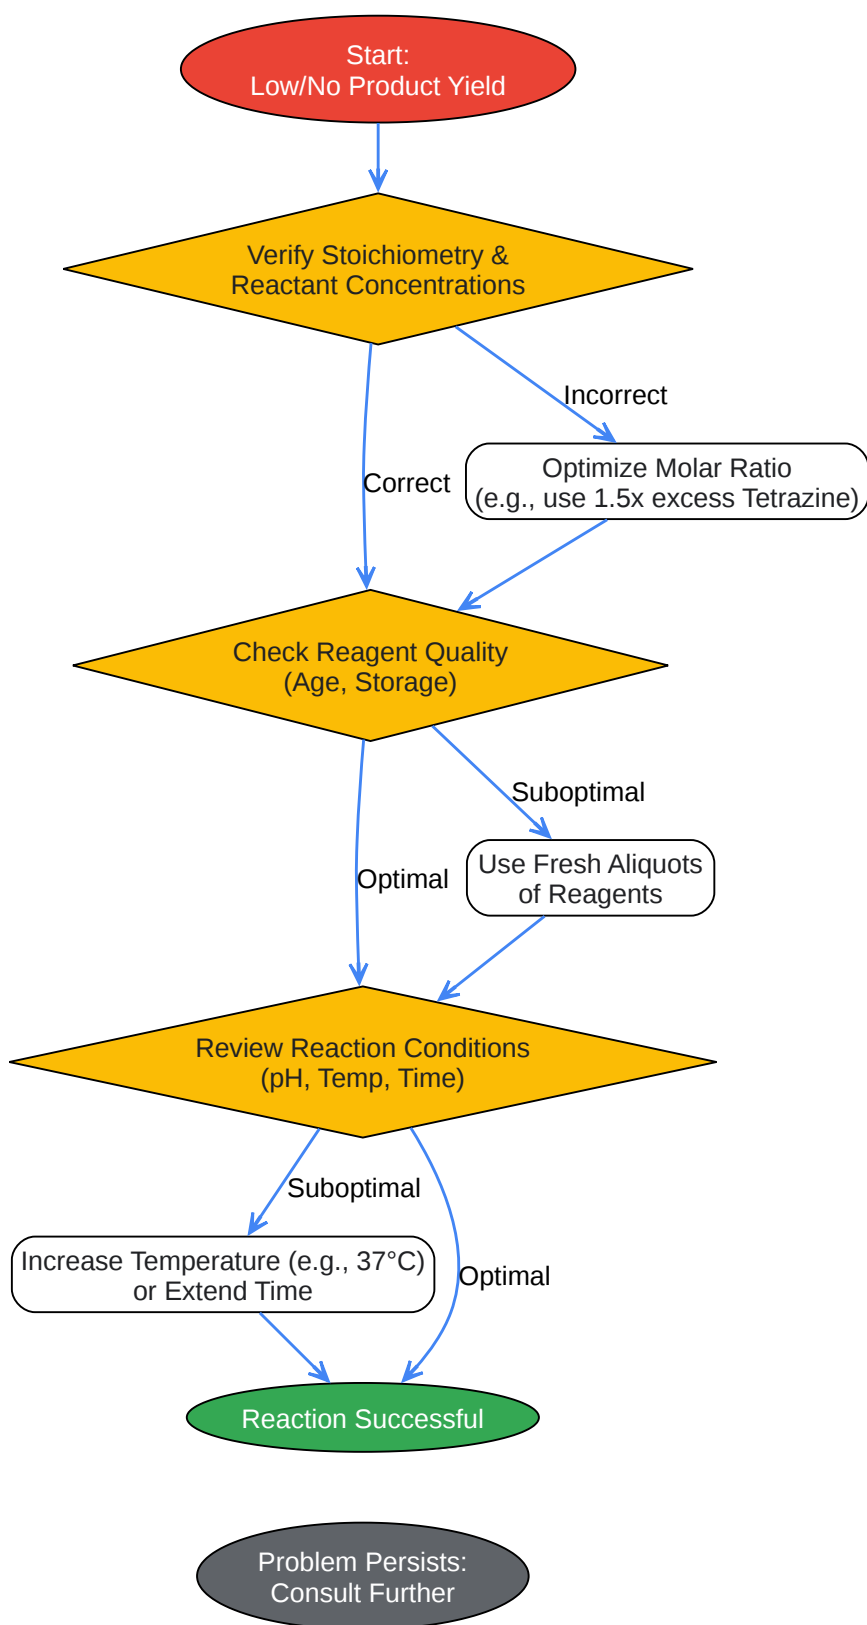 Start:
Low/No Product Yield
Verify Stoichiometry &
Reactant Concentrations
Incorrect
Correct
Optimize Molar Ratio
(e.g., use 1.5x excess Tetrazine)
Check Reagent Quality
(Age, Storage)
Suboptimal
Optimal
Use Fresh Aliquots
of Reagents
Review Reaction Conditions
(pH, Temp, Time)
Suboptimal
Optimal
Increase Temperature (e.g., 37°C)
or Extend Time
Reaction Successful
Problem Persists:
Consult Further